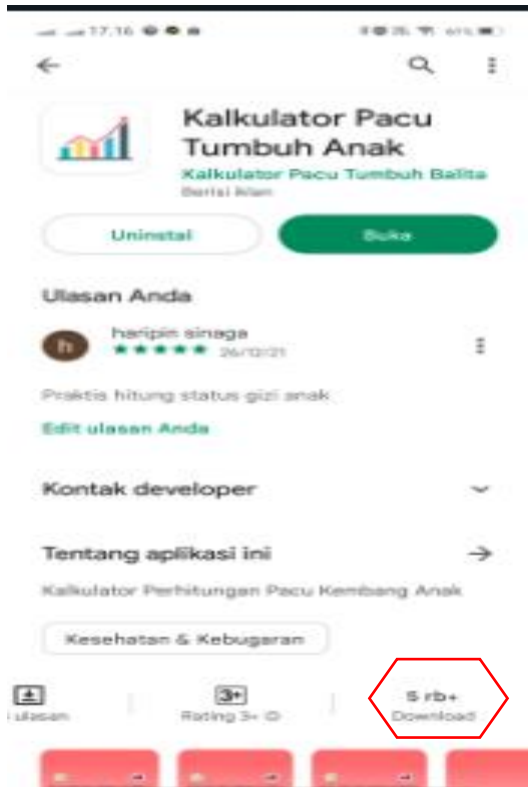 17.16
Kalkulator Pacu
Tumbuh Anak
Kalkulator Pacu Tumbuh Balita
Berisi iklan
Uninstal
Buka
Ulasan Anda
h
haripin sinaga
26/12/21
Praktis hitung status gizi anak
Edit ulasan Anda
Kontak developer
Tentang aplikasi ini
Kalkulator Perhitungan Pacu Kembang Anak
Kesehatan & Kebugaran
3+
5 rb+
ulasan
Rating 3+
Download